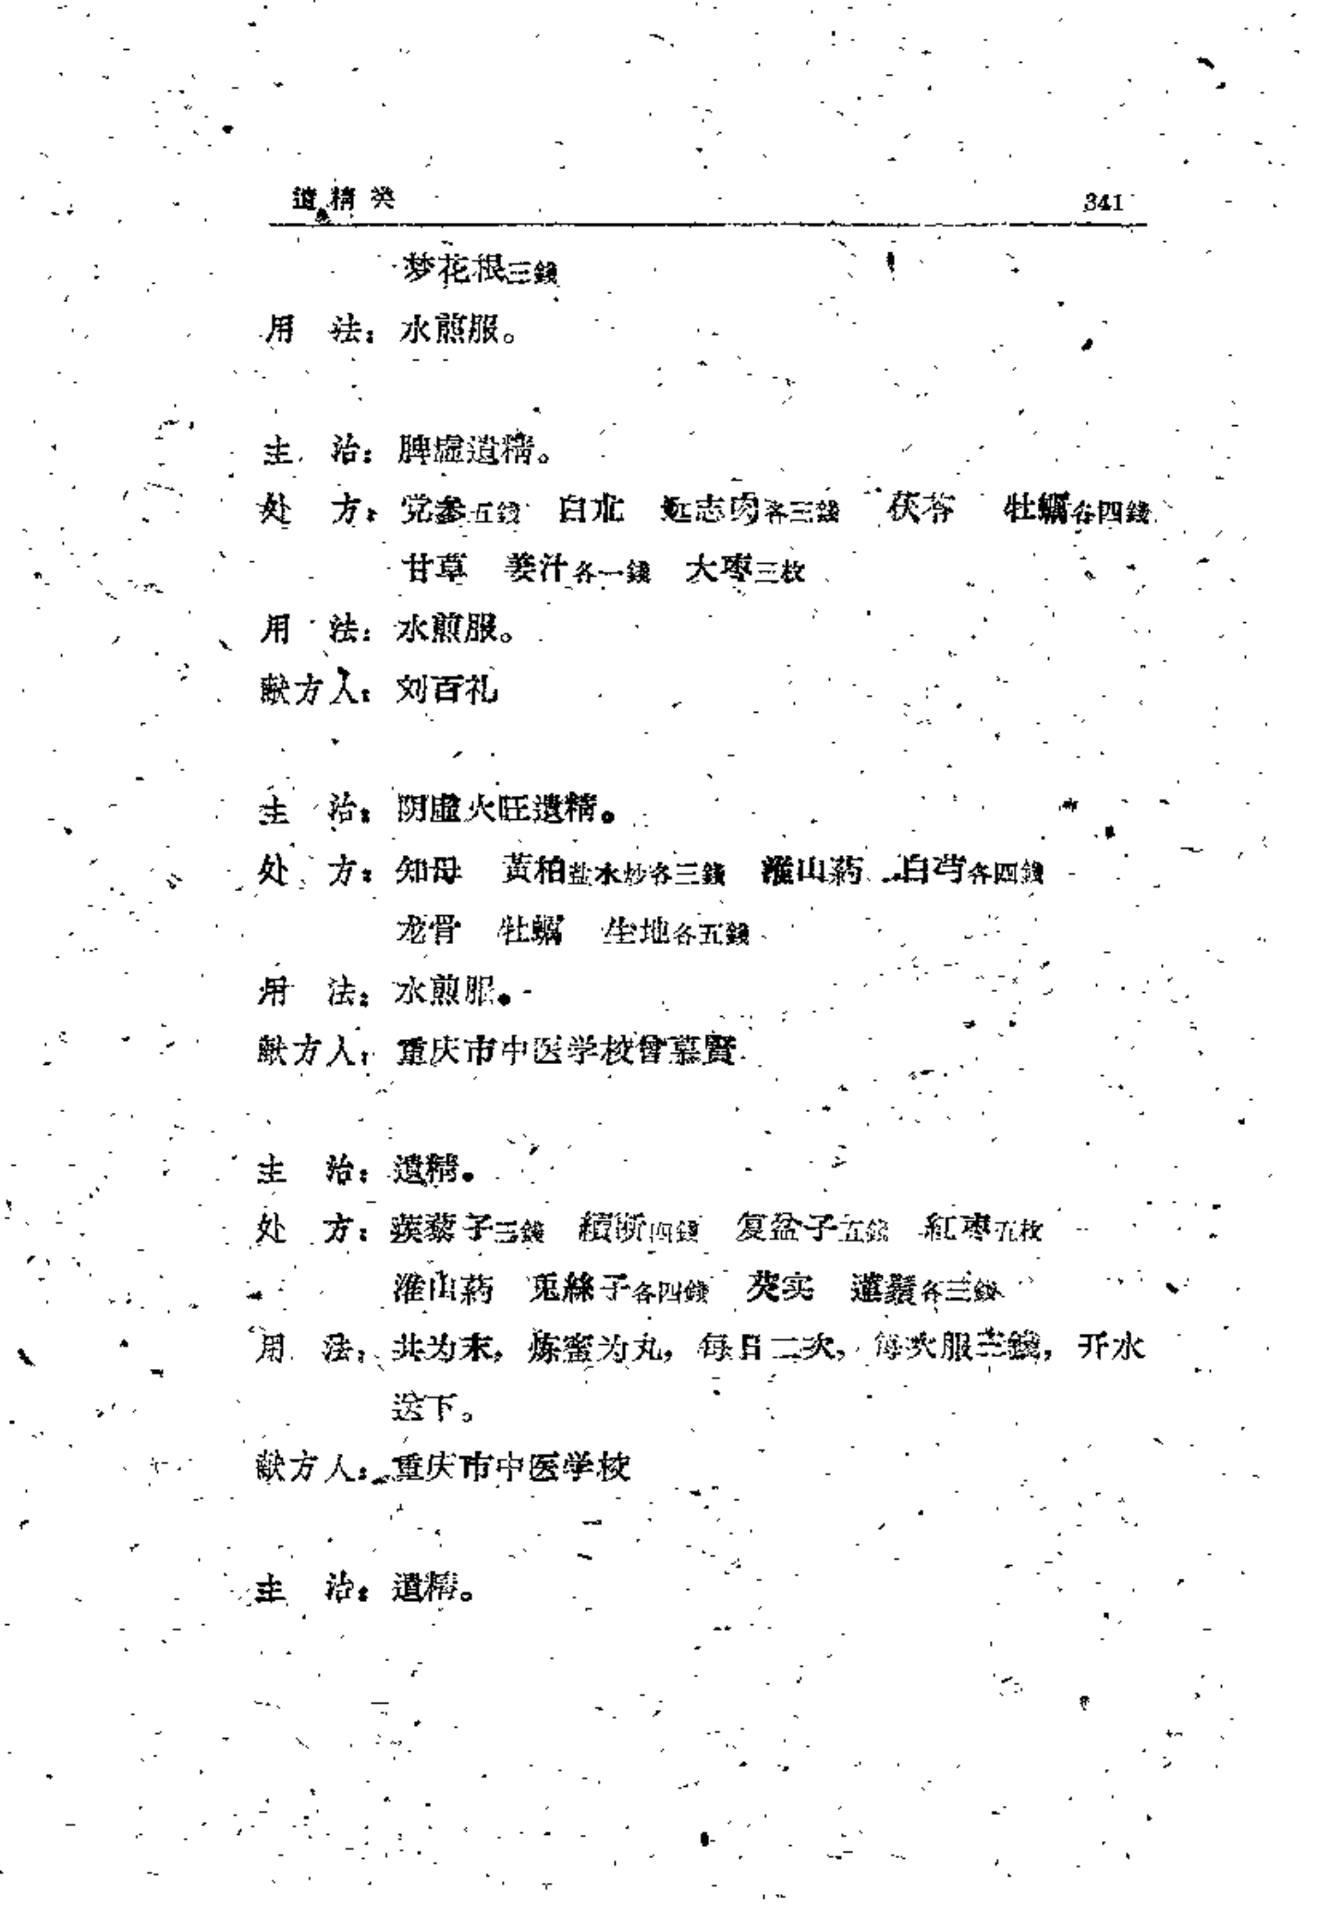 遺精类 341
梦花根三錢
用 法：水煎服。
主 治：脾虛遺精。
处 方：党参五錢 白朮 远志肉各三錢 茯苓 牡蠣各四錢
甘草 姜汁各一錢 大枣三枚
用 法：水煎服。
献方人：刘百礼
主 治：阴虛火旺遺精。
处 方：知母 黃柏盐水炒各三錢 淮山葯 白芍各四錢
龙骨 牡蠣 生地各五錢
用 法：水煎服。
献方人：重庆市中医学校曾慕賢
主 治：遺精。
处 方：蒺藜子三錢 續断四錢 复盆子五錢 紅枣九枚
淮山葯 兎絲子各四錢 芡实 蓮鬚各三錢
用 法：共为末，炼蜜为丸，每日二次，每次服三錢，开水
送下。
献方人：重庆市中医学校
主 治：遺精。